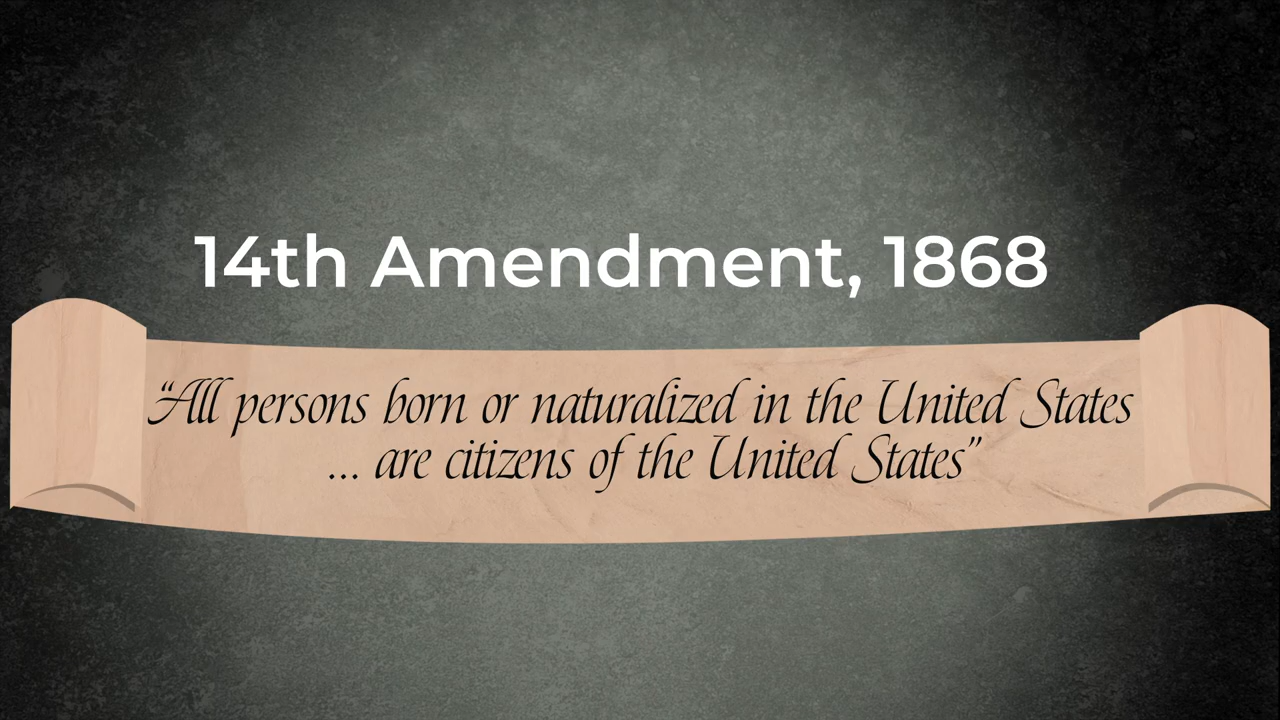 14th Amendment, 1868
“All persons born or naturalized in the United States
... are citizens of the United States”